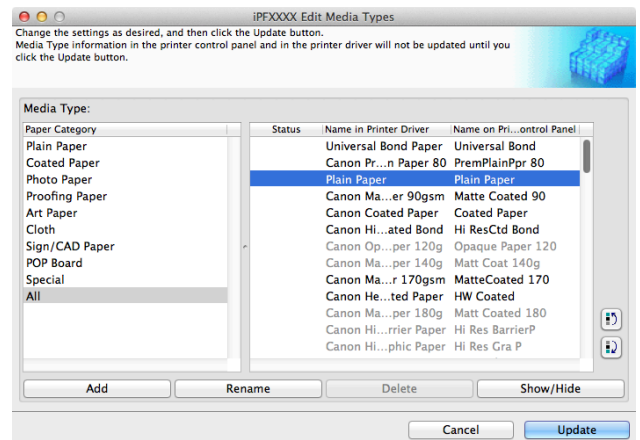 iPFXXXX Edit Media Types
Change the settings as desired, and then click the Update button.
Media Type information in the printer control panel and in the printer driver will not be updated until you
click the Update button.
Media Type:
Paper Category
Plain Paper
Coated Paper
Photo Paper
Proofing Paper
Art Paper
Cloth
Sign/CAD Paper
POP Board
Special
All
Status Name in Printer Driver Name on Pri...ontrol Panel
Universal Bond Paper Universal Bond
Canon Pr...n Paper 80 PremPlainPpr 80
Plain Paper Plain Paper
Canon Ma...er 90gsm Matte Coated 90
Canon Coated Paper Coated Paper
Canon Hi...ated Bond Hi ResCtd Bond
Canon Op...per 120g Opaque Paper 120
Canon Ma...per 140g Matt Coat 140g
Canon Ma...r 170gsm MatteCoated 170
Canon He...ted Paper HW Coated
Canon Ma...per 180g Matt Coated 180
Canon Hi...rrier Paper Hi Res BarrierP
Canon Hi...phic Paper Hi Res Gra P
Add Rename Delete Show/Hide
Cancel Update